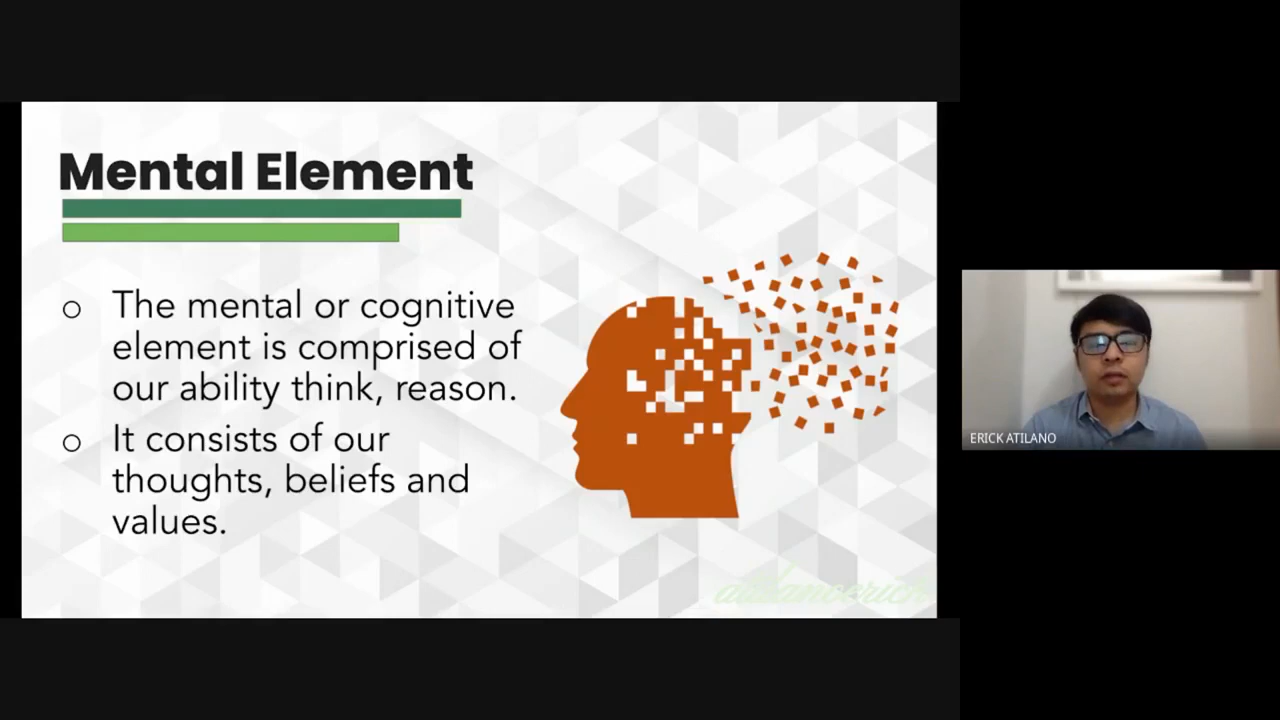 Mental Element
o The mental or cognitive
element is comprised of
our ability think, reason.
o It consists of our
thoughts, beliefs and
values.
atilanoerick
ERICK ATILANO